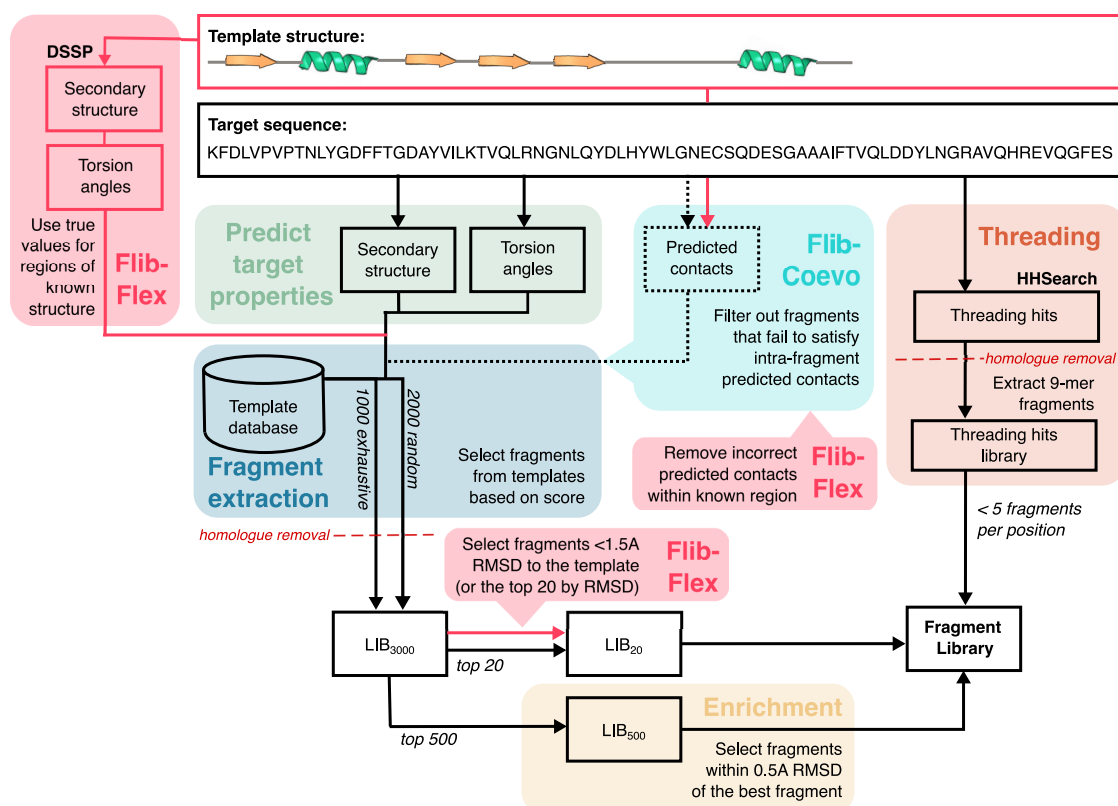 DSSP
Secondary
structure
Torsion
angles
Use true
values for
regions of
known
structure
Flib-
Flex
Template structure:
Target sequence:
KFDLVPVPTNLYGDFFTGDAYVILKTVQLRNGNLQYDLHYWLGNECSQDESGAAAIFTVQLDDYLNGRAVQHREVQGFES
Predict
target
properties
Secondary
structure
Torsion
angles
Predicted
contacts
Flib-
Coevo
Filter out fragments
that fail to satisfy
intra-fragment
predicted contacts
Threading
HHSearch
Threading hits
homologue removal
Extract 9-mer
fragments
Threading hits
library
< 5 fragments
per position
Template
database
1000 exhaustive
2000 random
Fragment
extraction
Select fragments
from templates
based on score
Remove incorrect
predicted contacts
within known region
Flib-
Flex
homologue removal
Select fragments <1.5A
RMSD to the template
(or the top 20 by RMSD)
Flib-
Flex
LIB3000
top 20
LIB20
Fragment
Library
top 500
Enrichment
LIB500
Select fragments
within 0.5A RMSD
of the best fragment